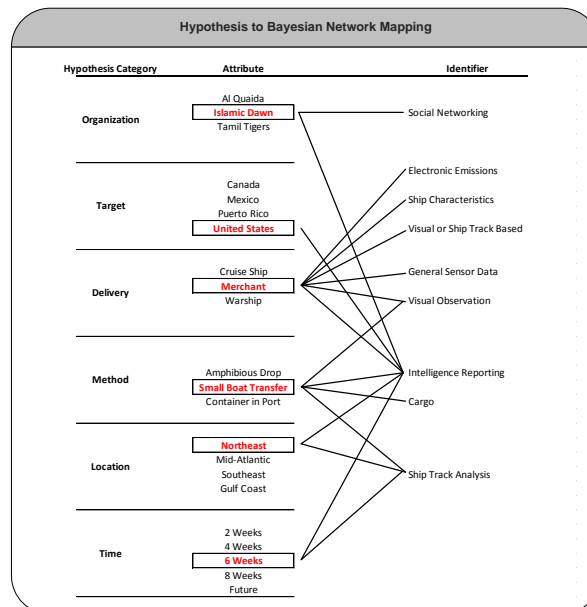 Hypothesis to Bayesian Network Mapping
Hypothesis Category Attribute Identifier
Al Quaida
Organization Islamic Dawn Social Networking
Tamil Tigers
Electronic Emissions
Canada
Mexico Ship Characteristics
Target
Puerto Rico
United States Visual or Ship Track Based
Cruise Ship General Sensor Data
Delivery Merchant
Warship Visual Observation
Amphibious Drop Intelligence Reporting
Method Small Boat Transfer
Container in Port Cargo
Northeast
Mid-Atlantic
Location Southeast Ship Track Analysis
Gulf Coast
2 Weeks
4 Weeks
Time 6 Weeks
8 Weeks
Future